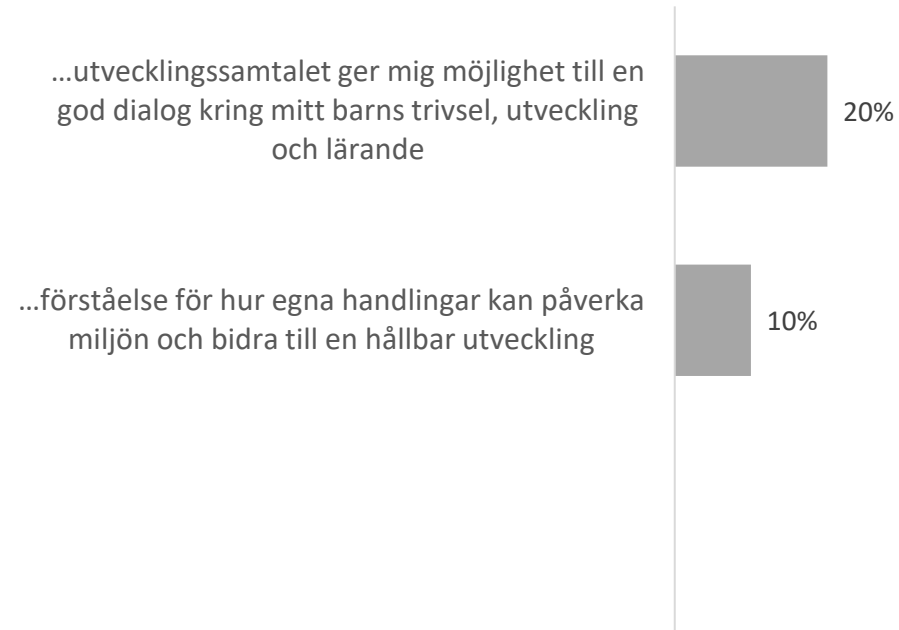 ...utvecklingssamtalet ger mig möjlighet till en
god dialog kring mitt barns trivsel, utveckling
och lärande
20%
...förståelse för hur egna handlingar kan påverka
miljön och bidra till en hållbar utveckling
10%